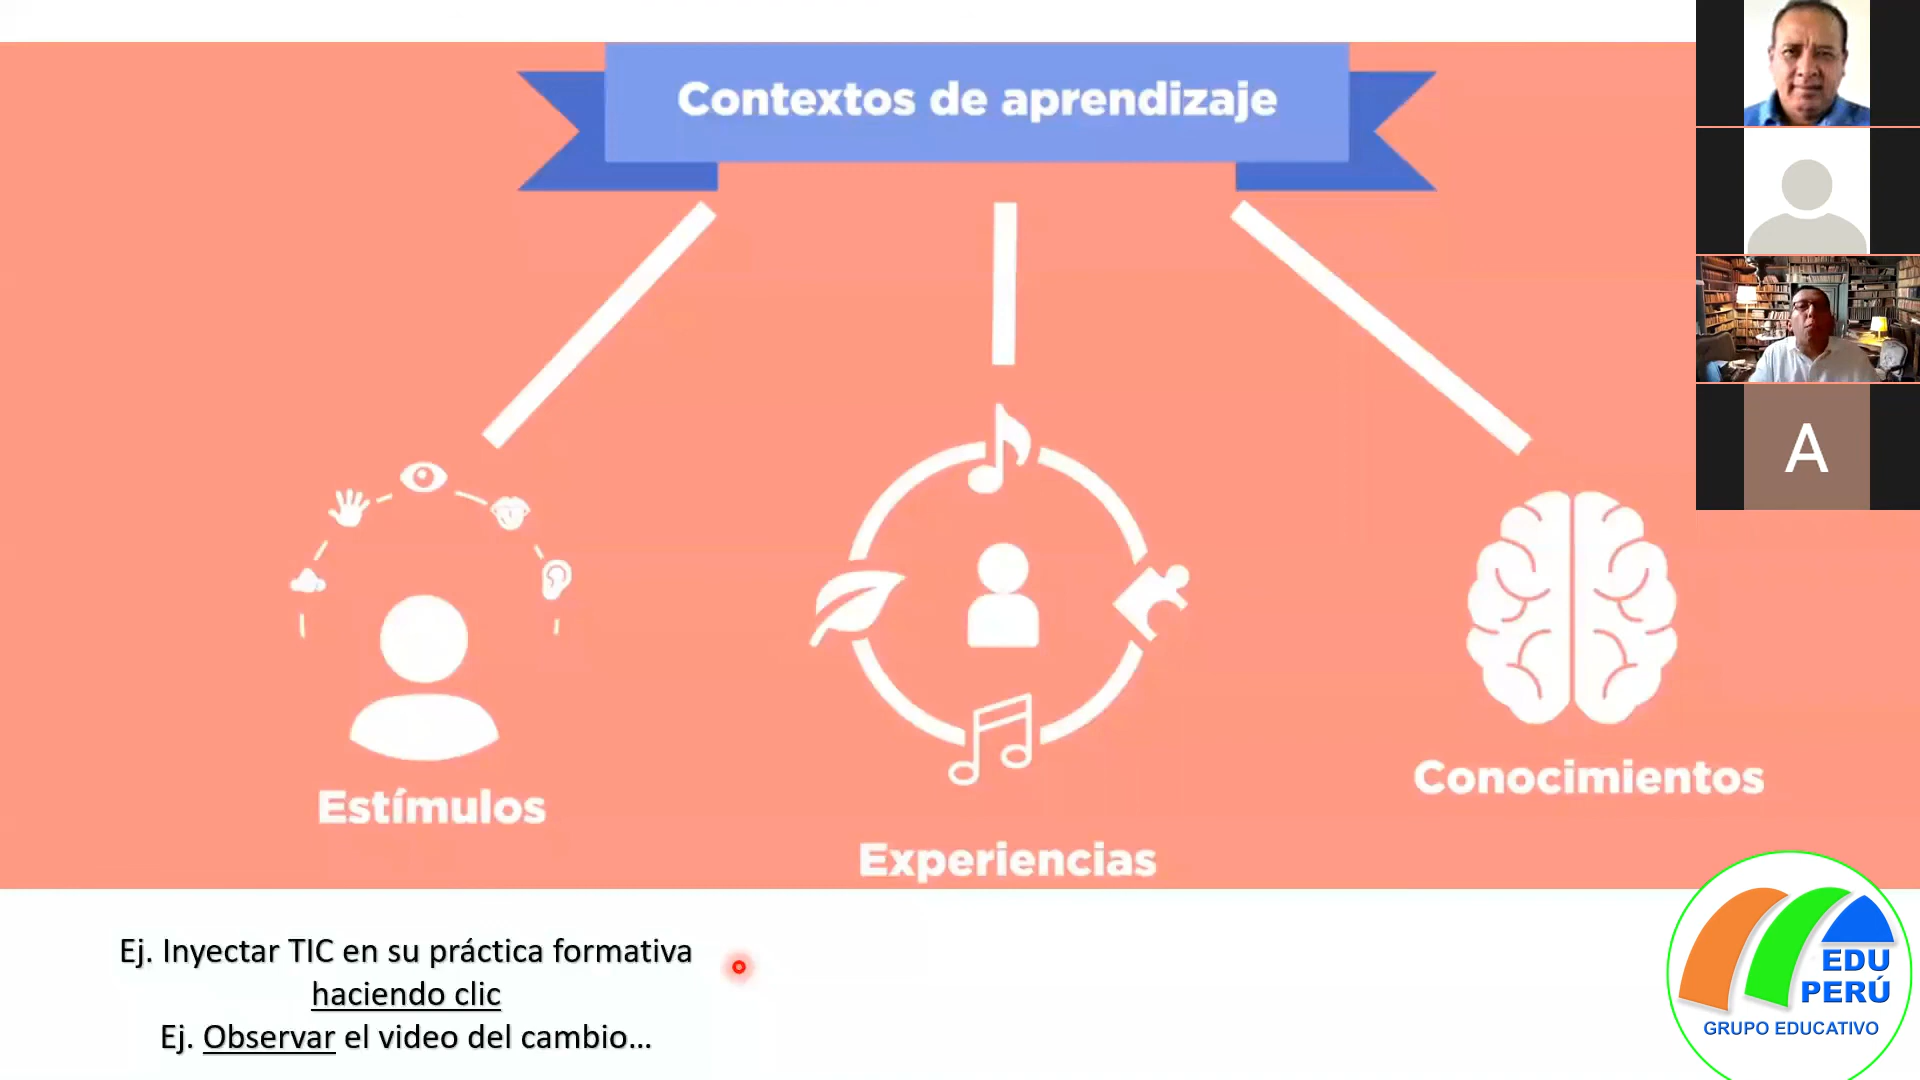 Contextos de aprendizaje
A
Estímulos
Experiencias
Conocimientos
Ej. Inyectar TIC en su práctica formativa
haciendo clic
Ej. Observar el video del cambio...
EDU
PERÚ
GRUPO EDUCATIVO